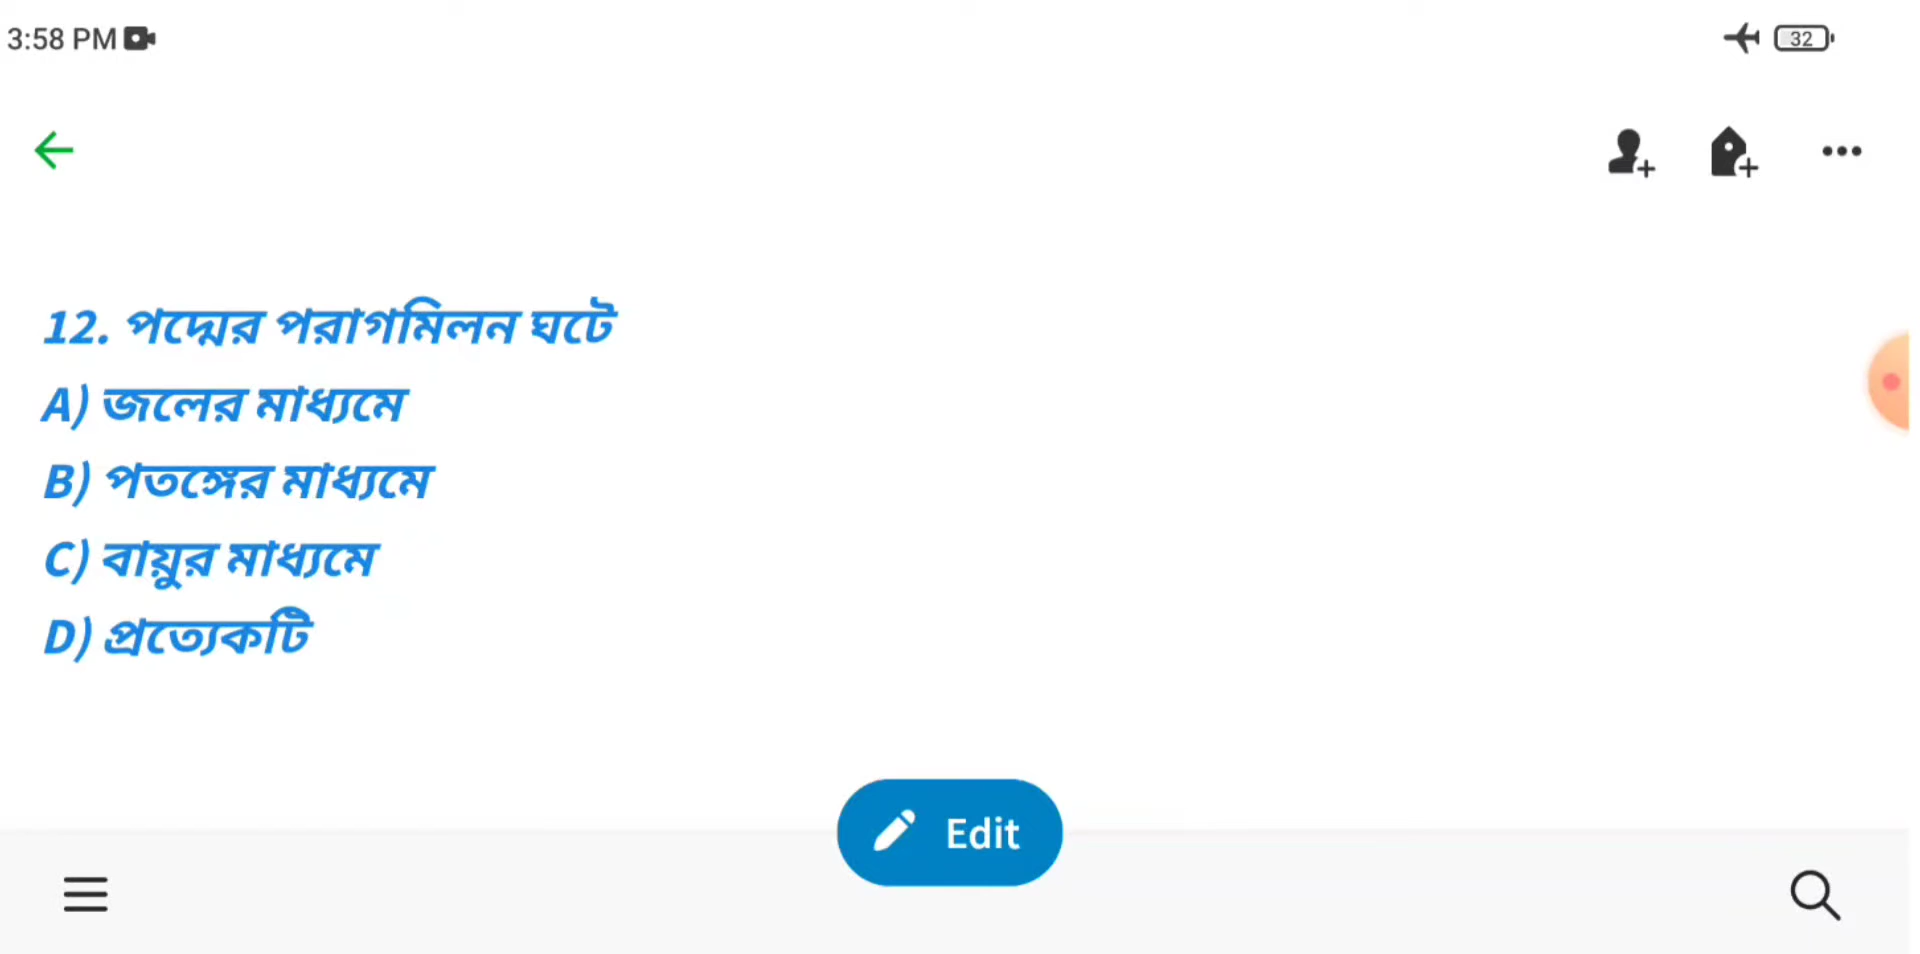 3:58 PM
32
12. পদ্মের পরাগমিলন ঘটে
A) জলের মাধ্যমে
B) পতঙ্গের মাধ্যমে
C) বায়ুর মাধ্যমে
D) প্রত্যেকটি
Edit